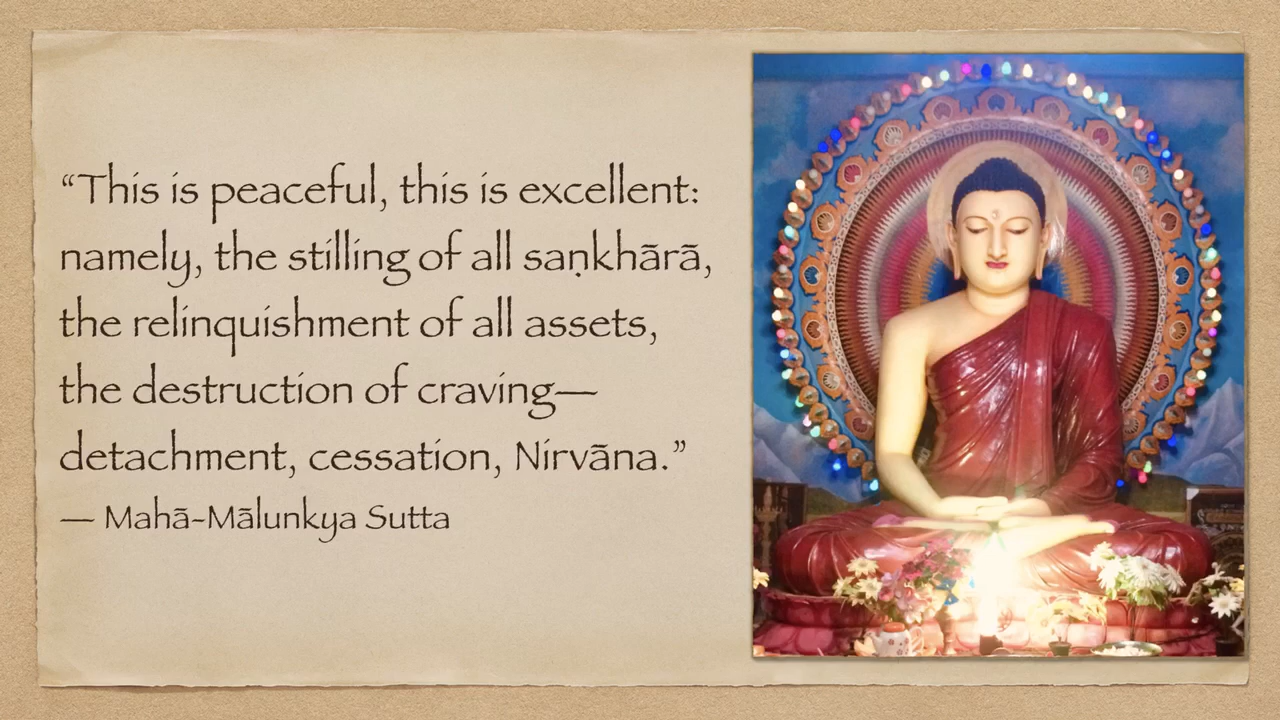 “This is peaceful, this is excellent:
namely, the stilling of all saṇkhārā,
the relinquishment of all assets,
the destruction of craving—
detachment, cessation, Nirvāna.”
— Mahā-Mālunkya Sutta